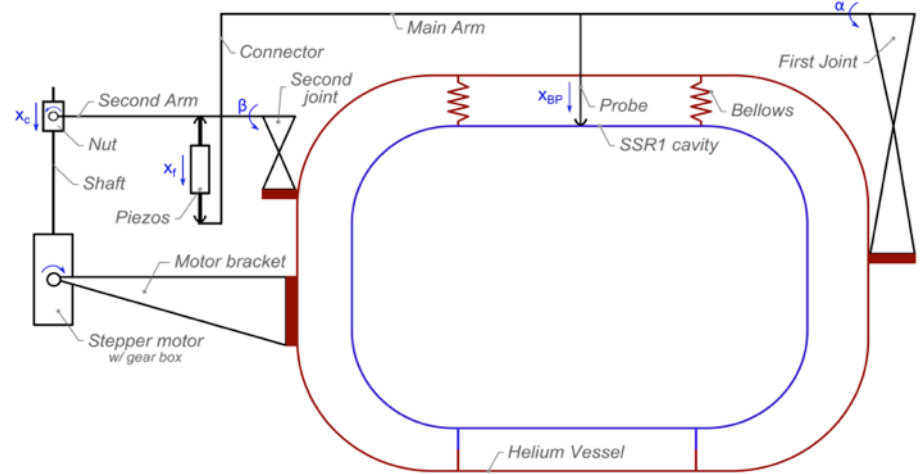 α
Main Arm
Connector
First Joint
Second
joint
Second Arm
β
x_BP
Probe
Bellows
x_c
Nut
SSR1 cavity
x_f
Shaft
Piezos
Motor bracket
Stepper motor
w/ gear box
Helium Vessel